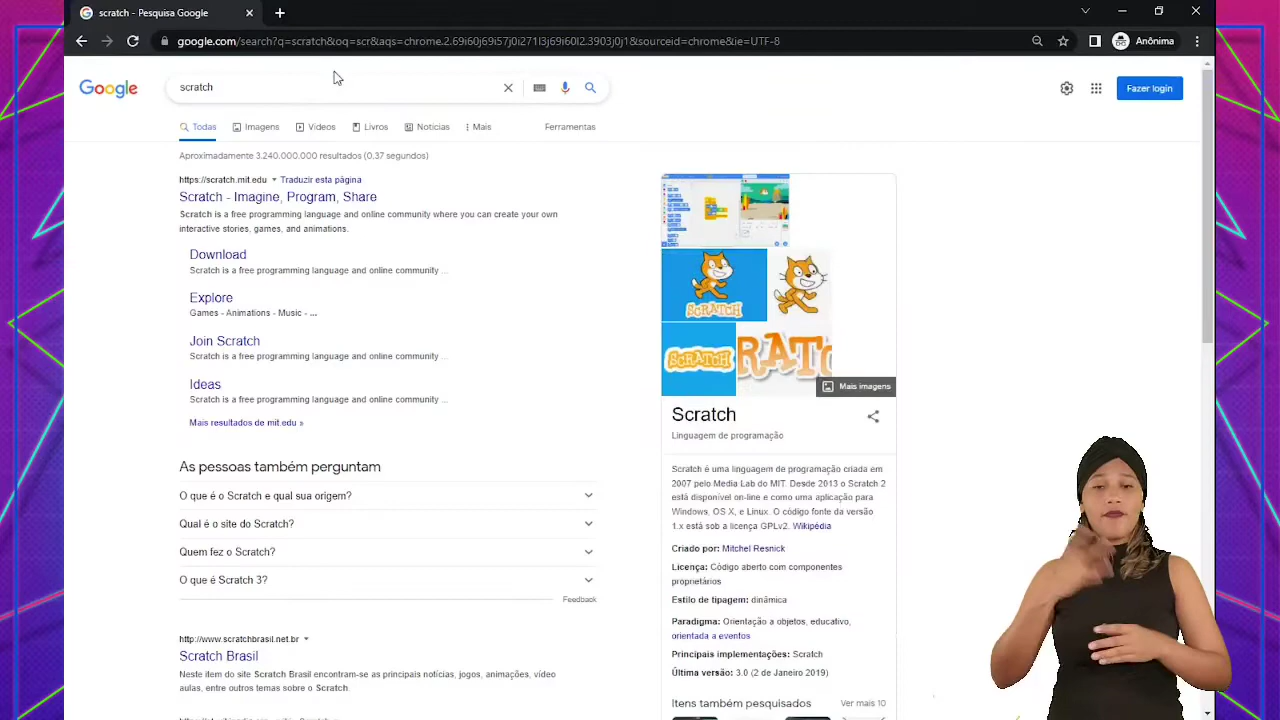 scratch - Pesquisa Google
google.com/search?q=scratch&oq=scr&aqs=chrome.2.69i60j69i57j0i271l3j69i60l2.3903j0j1&sourceid=chrome&ie=UTF-8
Anônima
Google
scratch
Fazer login
Todas
Imagens
Vídeos
Livros
Notícias
Mais
Ferramentas
Aproximadamente 3.240.000.000 resultados (0,37 segundos)
https://scratch.mit.edu Traduzir esta página
Scratch - Imagine, Program, Share
Scratch is a free programming language and online community where you can create your own
interactive stories, games, and animations.
Download
Scratch is a free programming language and online community ...
Explore
Games - Animations - Music - ...
Join Scratch
Scratch is a free programming language and online community ...
Ideas
Scratch is a free programming language and online community ...
Mais resultados de mit.edu »
As pessoas também perguntam
O que é o Scratch e qual sua origem?
Qual é o site do Scratch?
Quem fez o Scratch?
O que é Scratch 3?
Feedback
http://www.scratchbrasil.net.br
Scratch Brasil
Neste item do site Scratch Brasil encontram-se as principais notícias, jogos, animações, vídeo
aulas, entre outros temas sobre o Scratch.
SCRATCH
SCRATCH
RATC
Mais imagens
Scratch
Linguagem de programação
Scratch é uma linguagem de programação criada em
2007 pelo Media Lab do MIT. Desde 2013 o Scratch 2
está disponível on-line e como uma aplicação para
Windows, OS X, e Linux. O código fonte da versão
1.x está sob a licença GPLv2. Wikipédia
Criado por: Mitchel Resnick
Licença: Código aberto com componentes
proprietários
Estilo de tipagem: dinâmica
Paradigma: Orientação a objetos, educativo,
orientada a eventos
Principais implementações: Scratch
Última versão: 3.0 (2 de Janeiro 2019)
Itens também pesquisados
Ver mais 10